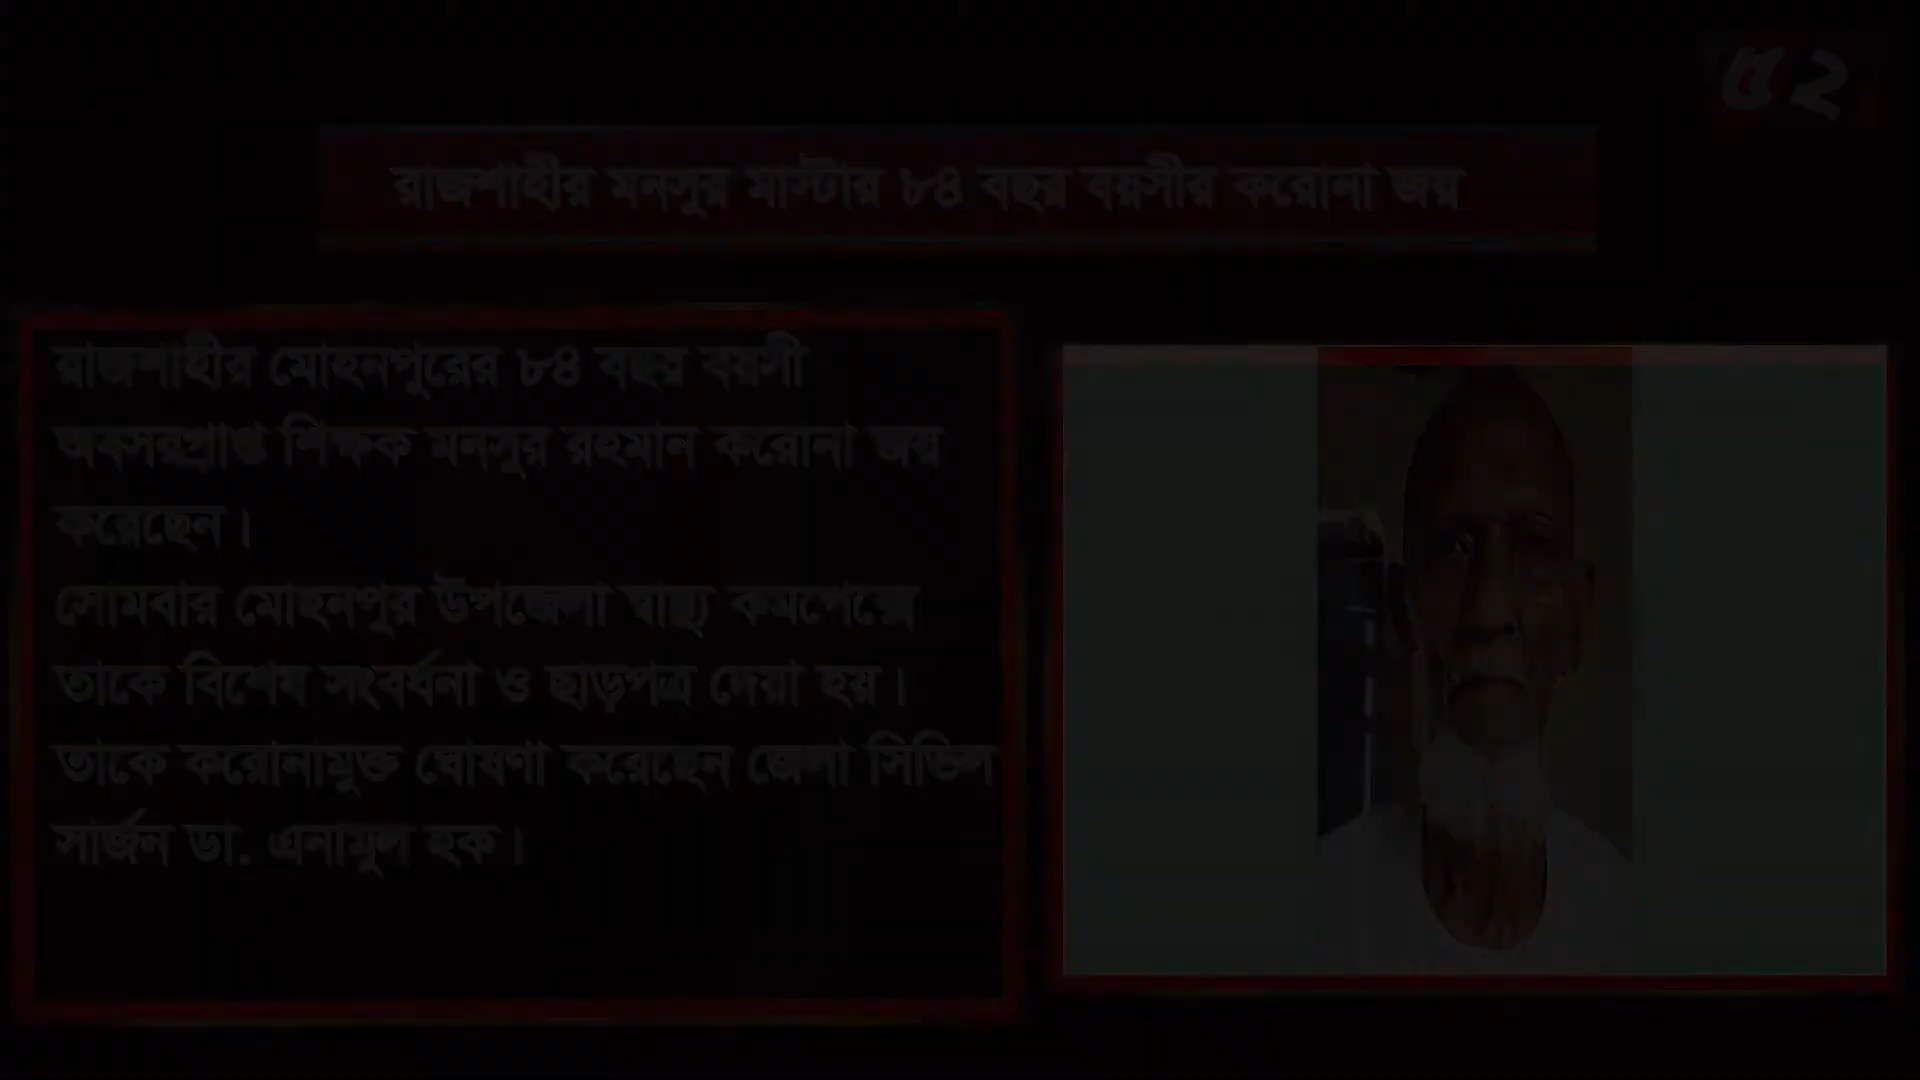 ৫২
রাজশাহীর মনসুর মাস্টার ৮৪ বছর বয়সীর করোনা জয়
রাজশাহীর মোহনপুরের ৮৪ বছর বয়সী
অবসরপ্রাপ্ত শিক্ষক মনসুর রহমান করোনা জয়
করেছেন।
সোমবার মোহনপুর উপজেলা স্বাস্থ্য কমপেক্সে
তাকে বিশেষ সংবর্ধনা ও ছাড়পত্র দেয়া হয়।
তাকে করোনামুক্ত ঘোষণা করেছেন জেলা সিভিল
সার্জন ডা. এনামুল হক।